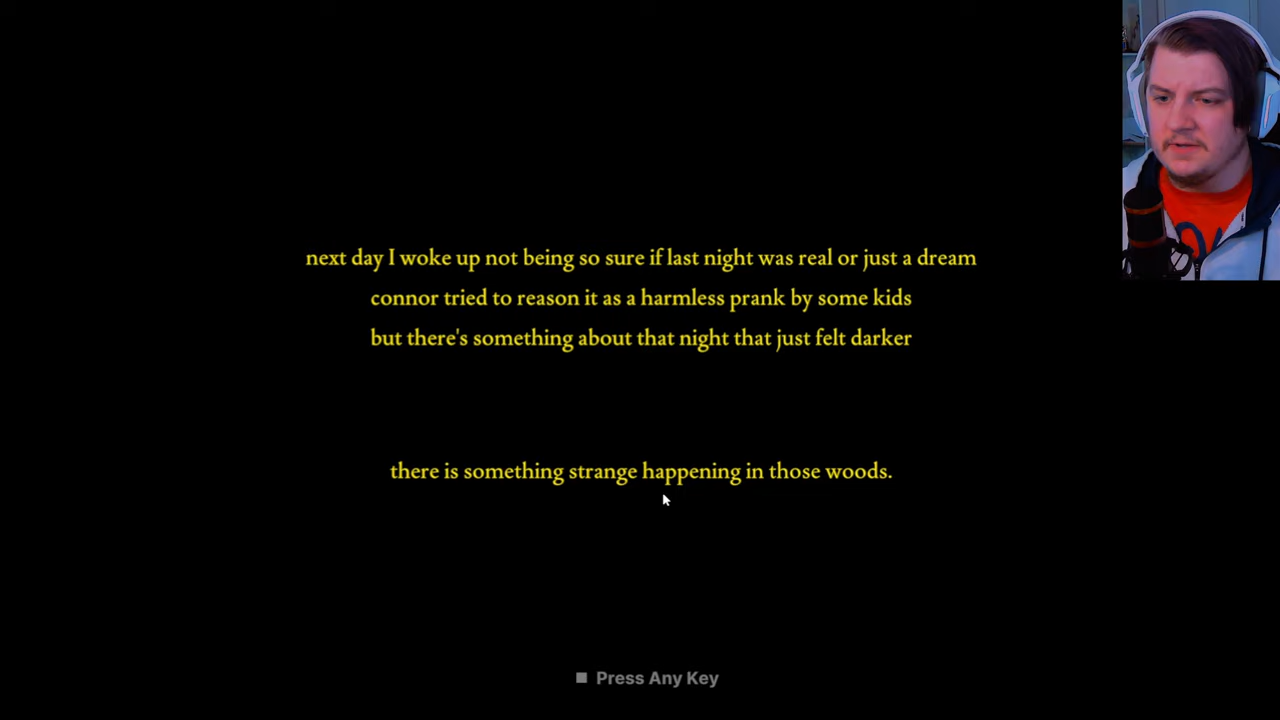 next day I woke up not being so sure if last night was real or just a dream
connor tried to reason it as a harmless prank by some kids
but there's something about that night that just felt darker
there is something strange happening in those woods.
Press Any Key